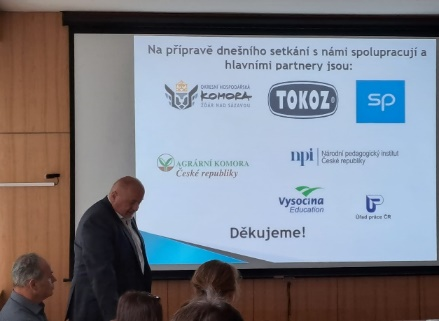 Na přípravě dnešního setkání s námi spolupracují a
hlavními partnery jsou:
OKRESNÍ HOSPODÁŘSKÁ
KOMORA
ŽĎÁR NAD SÁZAVOU
TOKOZ
®
sp
AGRÁRNÍ KOMORA
České republiky
npi
Národní pedagogický institut
České republiky
Vysočina
Education
Úřad práce ČR
Děkujeme!